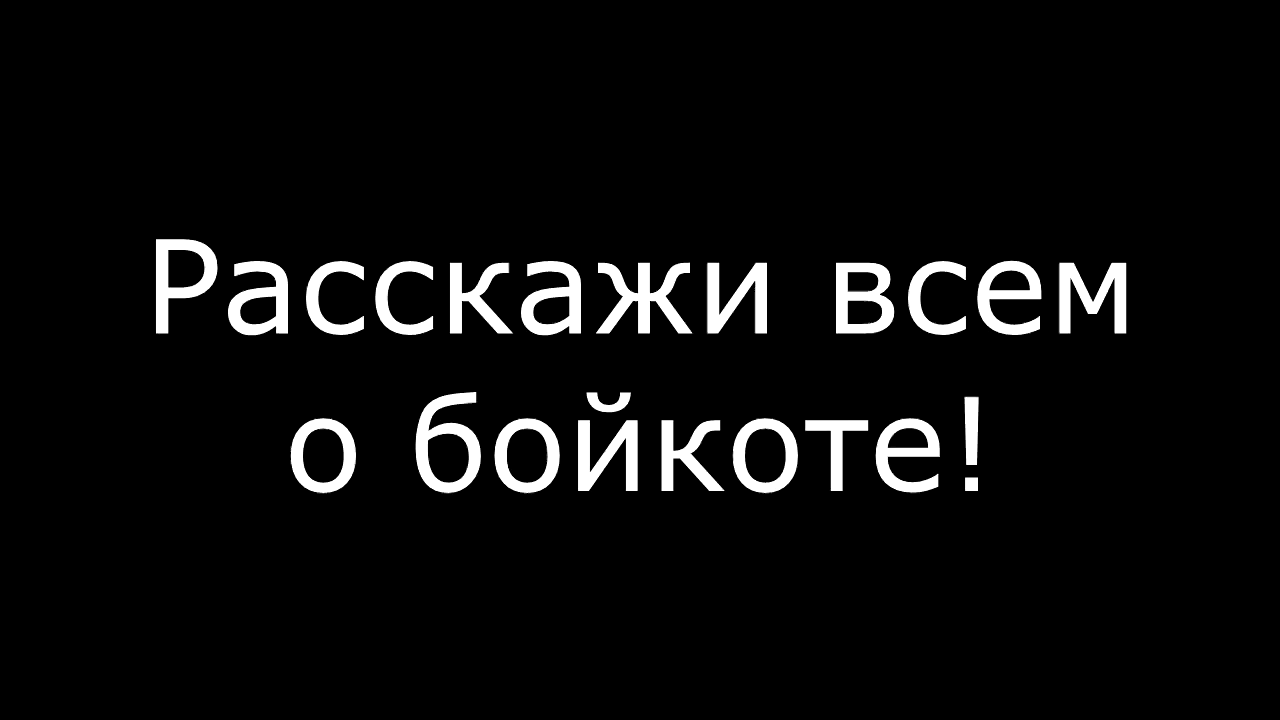 Расскажи всем
о бойкоте!